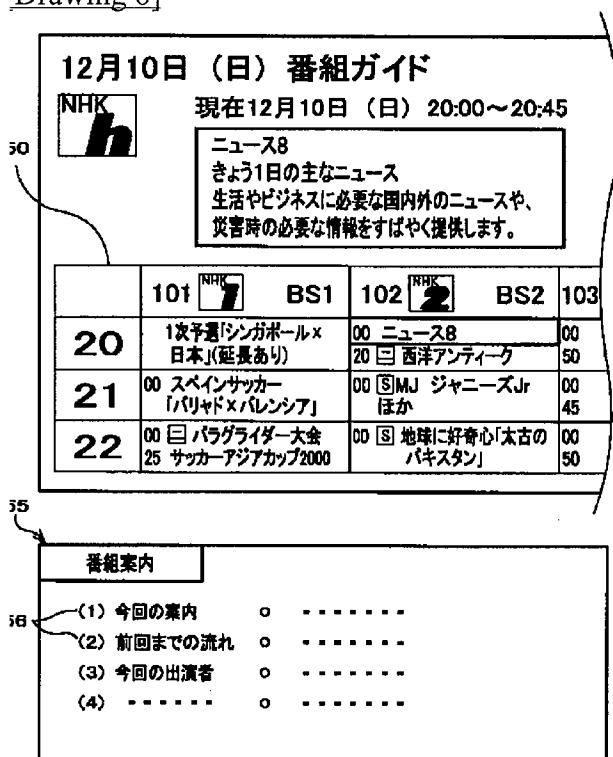 Drawing 6]
12月10日（日）番組ガイド
NHK h 現在12月10日（日）20:00～20:45
ニュース8
きょう1日の主なニュース
生活やビジネスに必要な国内外のニュースや、
災害時の必要な情報をすばやく提供します。
50
101 NHK 1 BS1 102 NHK 2 BS2 103
20 1次予選「シンガポール× 00 ニュース8 00
日本」(延長あり) 20 二 西洋アンティーク 50
21 00 スペインサッカー 00 S MJ ジャニーズJr 00
「バリャド×バレンシア」 ほか 45
22 00 二 パラグライダー大会 00 S 地球に好奇心「太古の 00
25 サッカーアジアカップ2000 パキスタン」 50
55
番組案内
56
(1) 今回の案内 o - - - - - - -
(2) 前回までの流れ o - - - - - - -
(3) 今回の出演者 o - - - - - - -
(4) - - - - - - o - - - - - - -